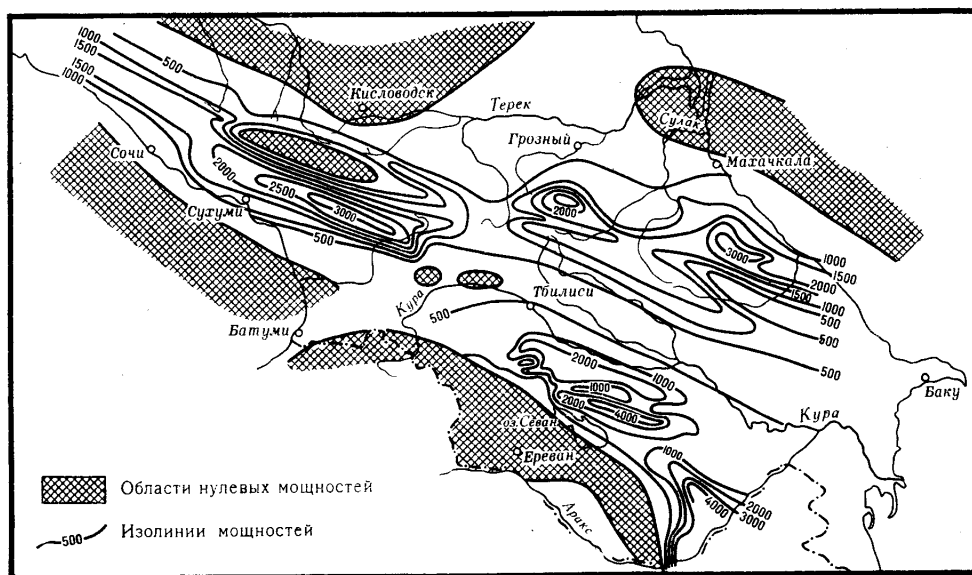 1000
1500
1500
1000
500
Кисловодск
Терек
Грозный
Сулак
Махачкала
Сочи
2000
2500
3000
Сухуми
500
2000
3000
1000
1500
2000
1500
1000
500
500
500
Кура
Тбилиси
500
Батуми
2000
1000
1000
2000
4000
оз. Севан
Ереван
Кура
Баку
1000
4000
2000
3000
Аракс
Области нулевых мощностей
500 Изолинии мощностей